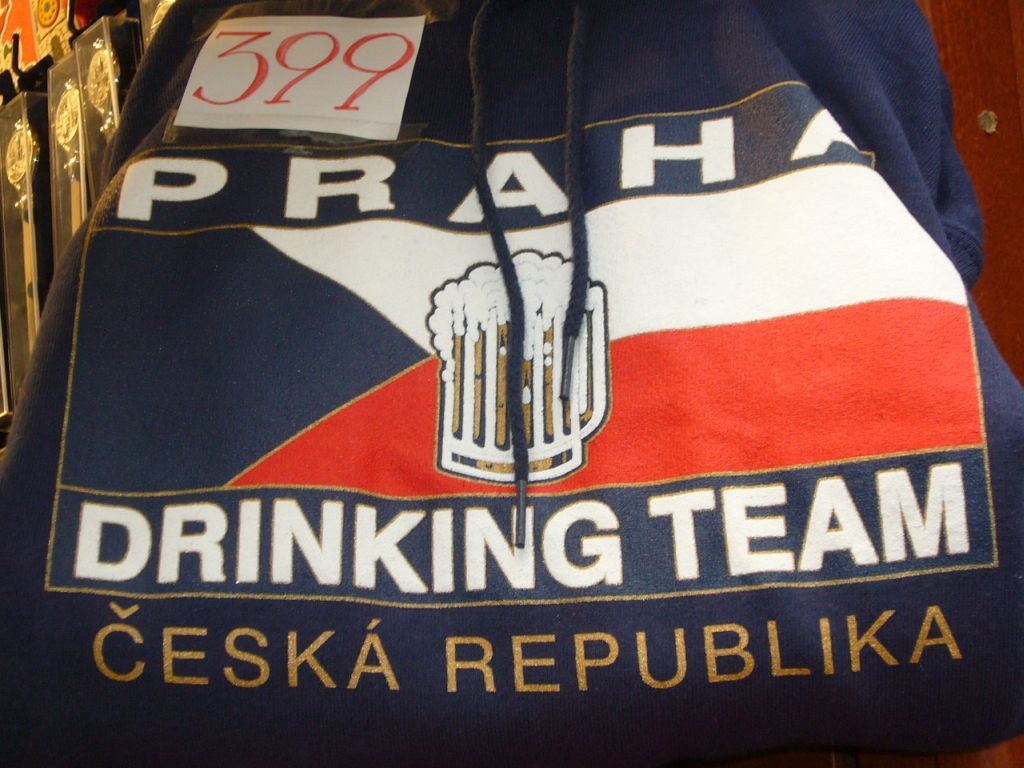 399
PRAHA
DRINKING TEAM
ČESKÁ REPUBLIKA